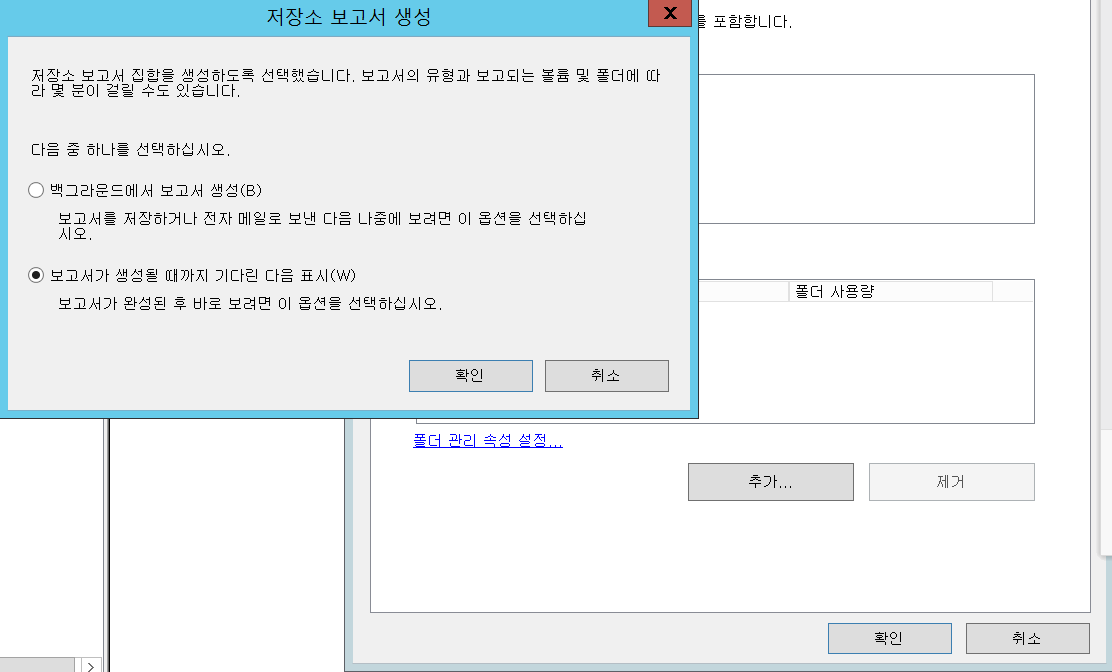 저장소 보고서 생성
X
를 포함합니다.
저장소 보고서 집합을 생성하도록 선택했습니다. 보고서의 유형과 보고되는 볼륨 및 폴더에 따
라 몇 분이 걸릴 수도 있습니다.
다음 중 하나를 선택하십시오.
백그라운드에서 보고서 생성(B)
보고서를 저장하거나 전자 메일로 보낸 다음 나중에 보려면 이 옵션을 선택하십
시오.
보고서가 생성될 때까지 기다린 다음 표시(W)
보고서가 완성된 후 바로 보려면 이 옵션을 선택하십시오.
확인
취소
폴더 사용량
폴더 관리 속성 설정...
추가...
제거
확인
취소